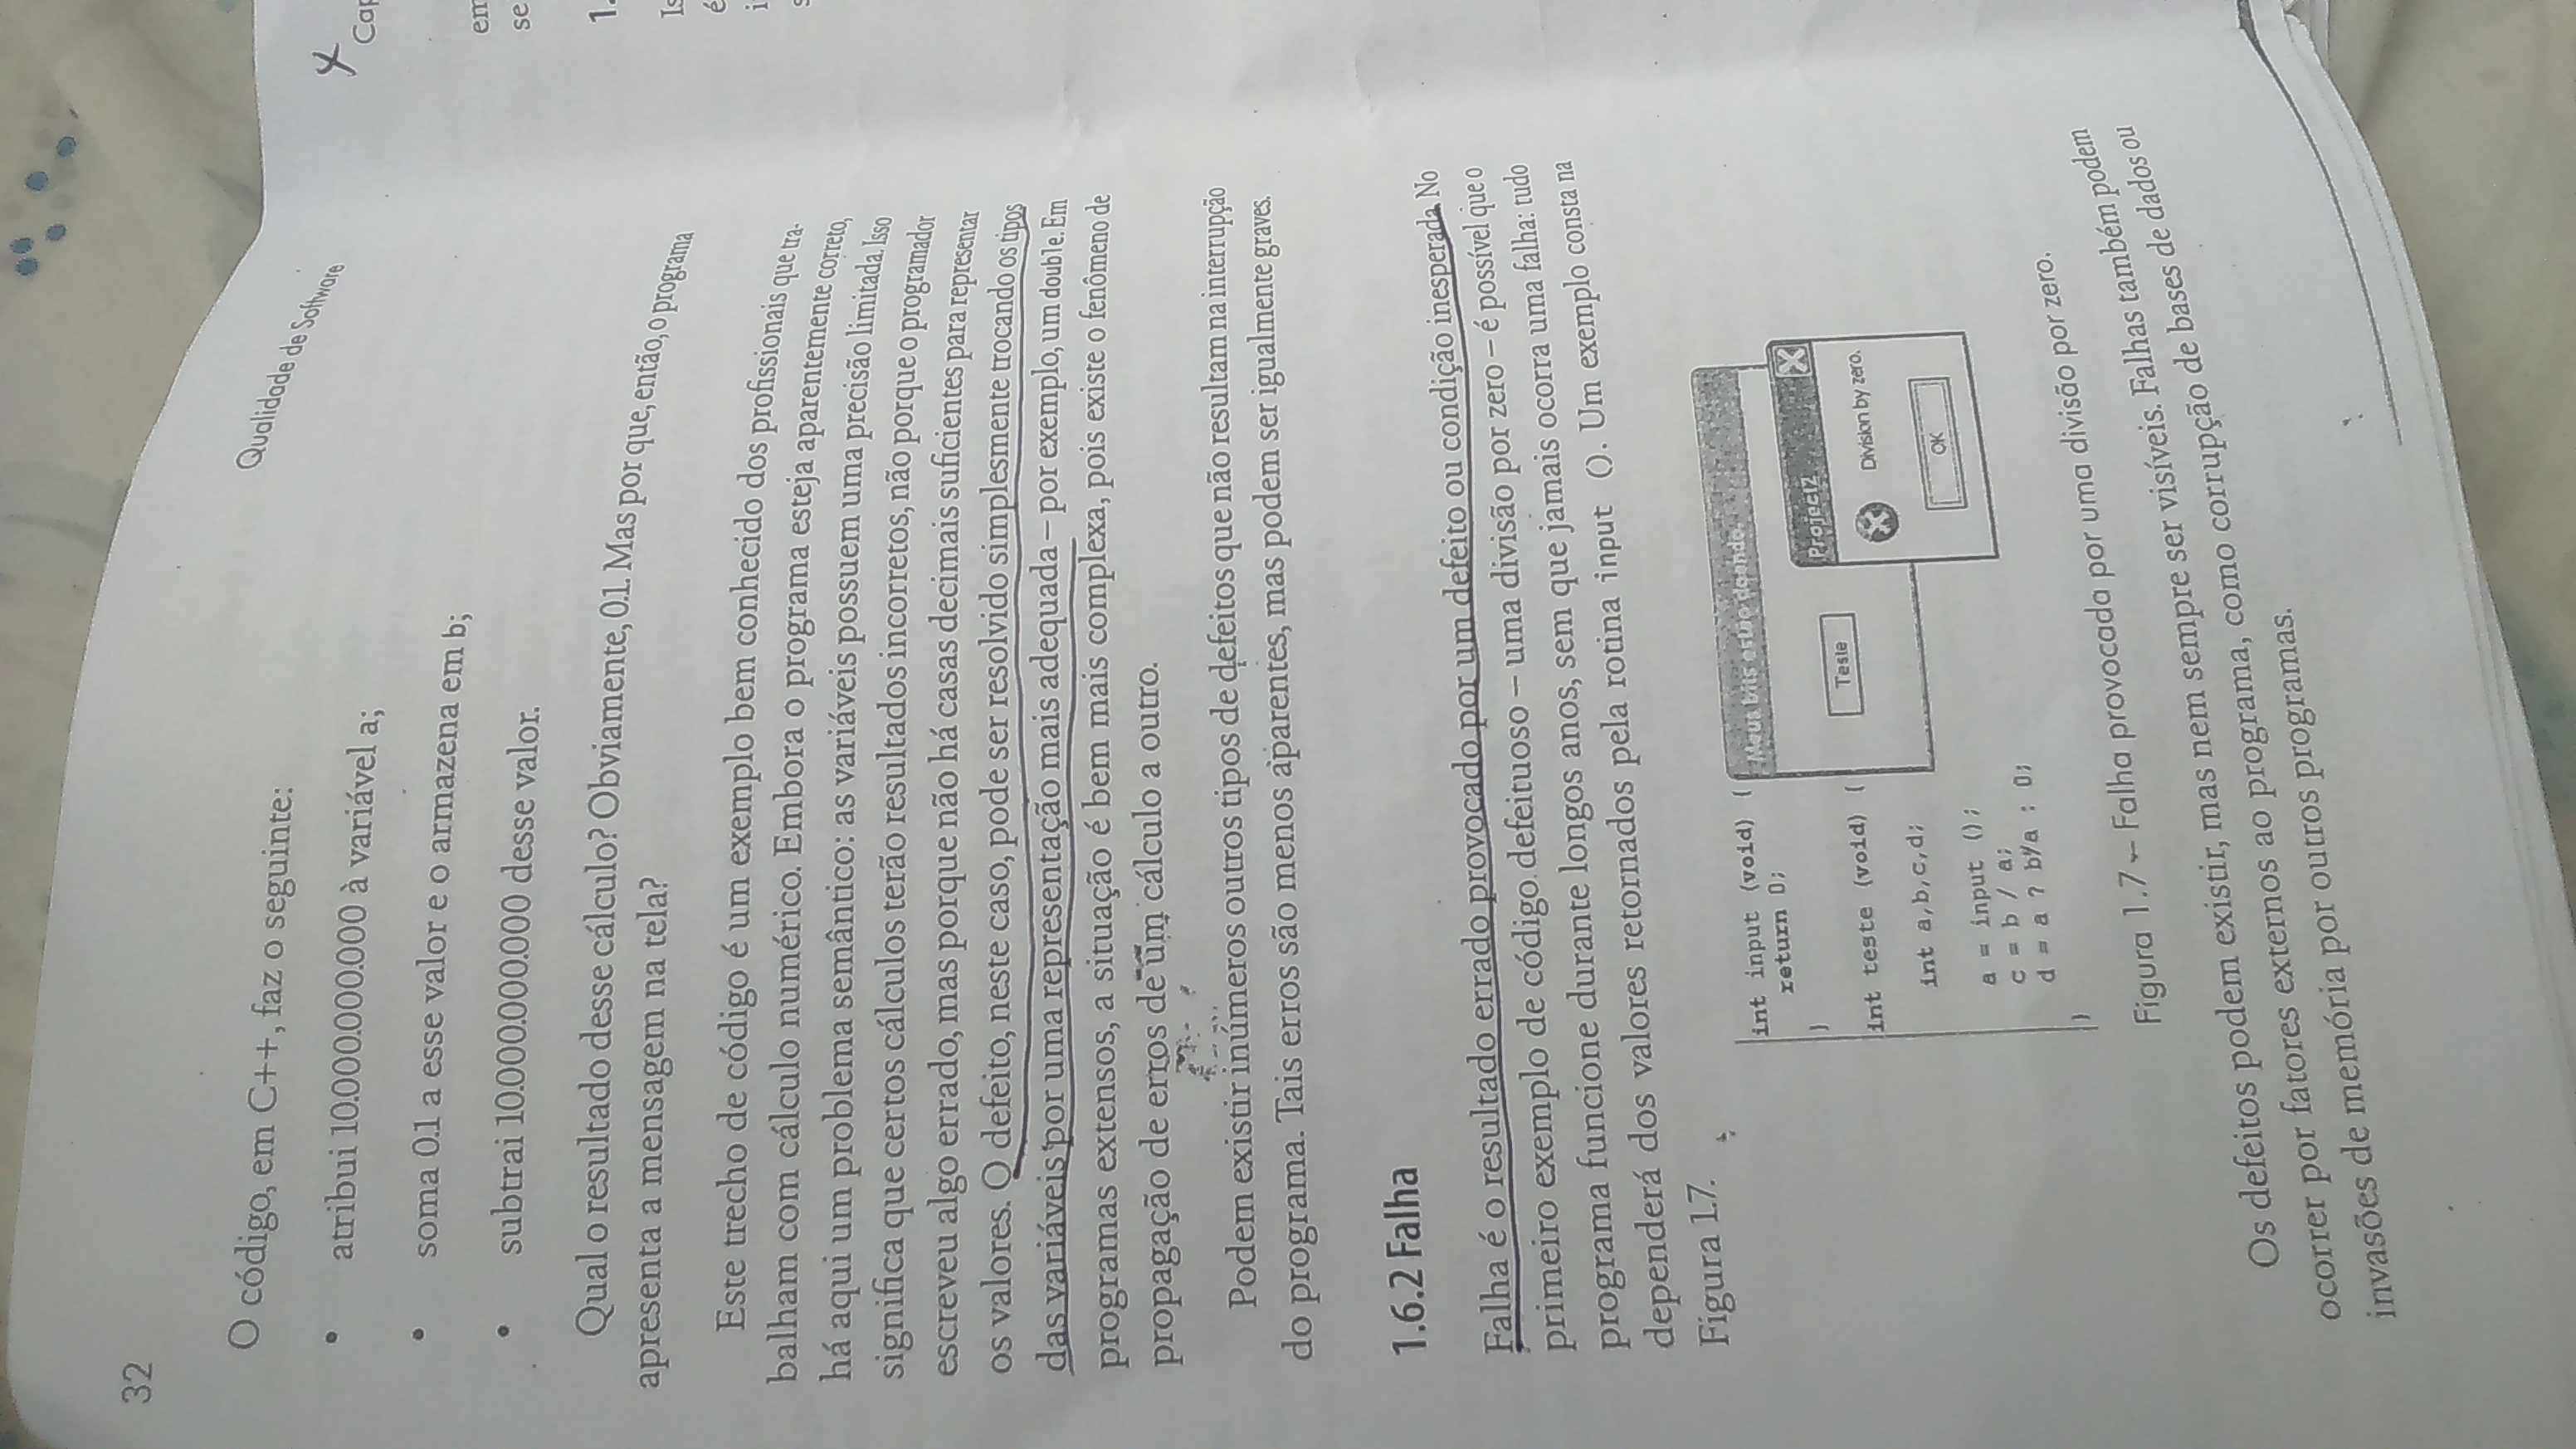 32
Qualidade de Software
O código, em C++, faz o seguinte:
• atribui 10.000.000.000 à variável a;
• soma 0.1 a esse valor e o armazena em b;
• subtrai 10.000.000.000 desse valor.
Qual o resultado desse cálculo? Obviamente, 0.1. Mas por que, então, o programa
apresenta a mensagem na tela?
Este trecho de código é um exemplo bem conhecido dos profissionais que tra-
balham com cálculo numérico. Embora o programa esteja aparentemente correto,
há aqui um problema semântico: as variáveis possuem uma precisão limitada. Isso
significa que certos cálculos terão resultados incorretos, não porque o programador
escreveu algo errado, mas porque não há casas decimais suficientes para representar
os valores. O defeito, neste caso, pode ser resolvido simplesmente trocando os tipos
das variáveis por uma representação mais adequada – por exemplo, um double. Em
programas extensos, a situação é bem mais complexa, pois existe o fenômeno de
propagação de erros de um cálculo a outro.
Podem existir inúmeros outros tipos de defeitos que não resultam na interrupção
do programa. Tais erros são menos aparentes, mas podem ser igualmente graves.
1.6.2 Falha
Falha é o resultado errado provocado por um defeito ou condição inesperada. No
primeiro exemplo de código defeituoso – uma divisão por zero – é possível que o
programa funcione durante longos anos, sem que jamais ocorra uma falha: tudo
dependerá dos valores retornados pela rotina input (). Um exemplo consta na
Figura 1.7.
int input (void) {
return 0;
}
int teste (void) {
int a,b,c,d;
a = input ();
c = b / a;
d = a ? b/a : 0;
}
Meus bits estão doendo.
Teste
Project2
Division by zero.
OK
Figura 1.7 – Falha provocada por uma divisão por zero.
Os defeitos podem existir, mas nem sempre ser visíveis. Falhas também podem
ocorrer por fatores externos ao programa, como corrupção de bases de dados ou
invasões de memória por outros programas.
Cap
em
se
1.
é